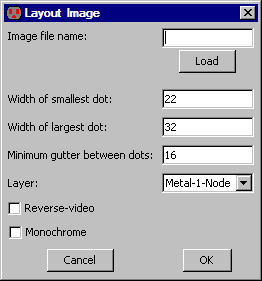 Layout Image
Image file name:
Load
Width of smallest dot: 22
Width of largest dot: 32
Minimum gutter between dots: 16
Layer: Metal-1-Node
Reverse-video
Monochrome
Cancel OK